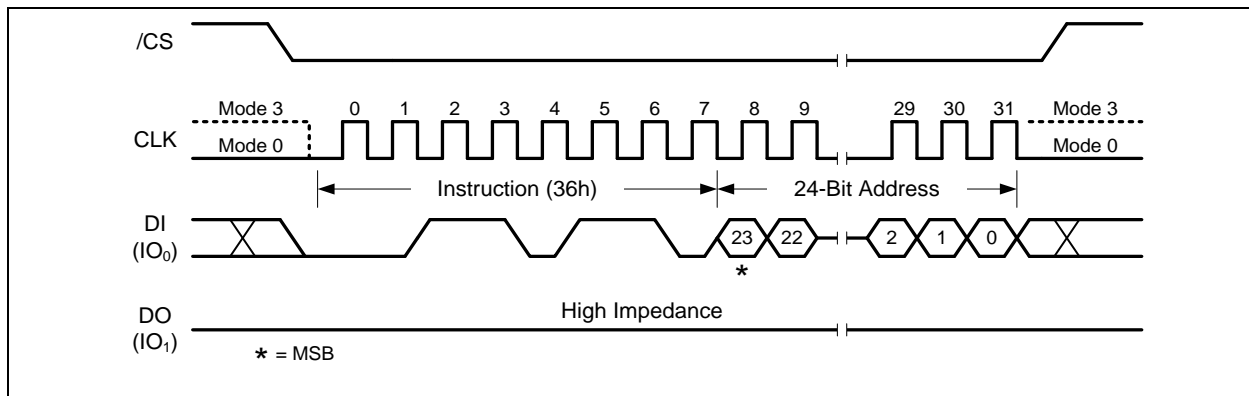 /CS
Mode 3 0 1 2 3 4 5 6 7 8 9 29 30 31 Mode 3
CLK Mode 0 Mode 0
Instruction (36h) 24-Bit Address
DI
(IO₀) 23 22 2 1 0
*
DO High Impedance
(IO₁)
* = MSB